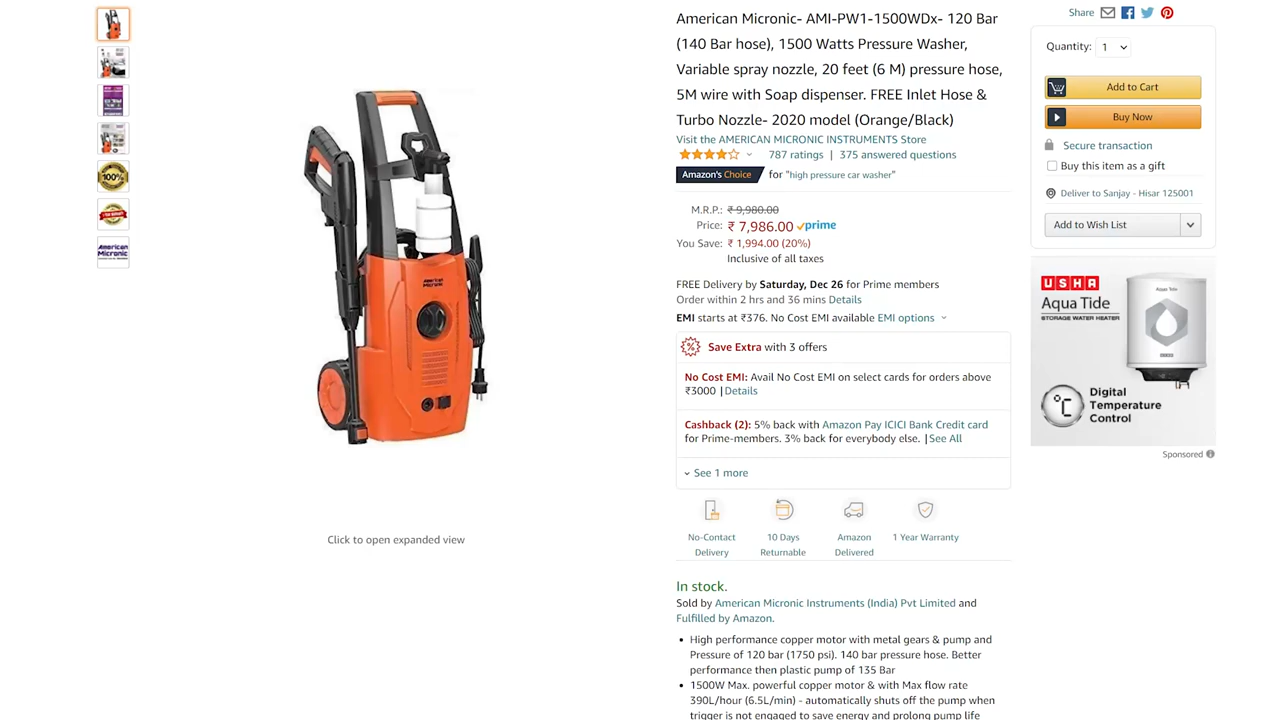 American Micronic- AMI-PW1-1500WDx- 120 Bar
(140 Bar hose), 1500 Watts Pressure Washer,
Variable spray nozzle, 20 feet (6 M) pressure hose,
5M wire with Soap dispenser. FREE Inlet Hose &
Turbo Nozzle- 2020 model (Orange/Black)
Visit the AMERICAN MICRONIC INSTRUMENTS Store
787 ratings | 375 answered questions
Amazon's Choice for "high pressure car washer"
M.R.P.: ₹ 9,980.00
Price: ₹ 7,986.00 prime
You Save: ₹ 1,994.00 (20%)
Inclusive of all taxes
FREE Delivery by Saturday, Dec 26 for Prime members
Order within 2 hrs and 36 mins Details
EMI starts at ₹376. No Cost EMI available EMI options
Save Extra with 3 offers
No Cost EMI: Avail No Cost EMI on select cards for orders above
₹3000 |Details
Cashback (2): 5% back with Amazon Pay ICICI Bank Credit card
for Prime-members. 3% back for everybody else. |See All
See 1 more
No-Contact
Delivery
10 Days
Returnable
Amazon
Delivered
1 Year Warranty
In stock.
Sold by American Micronic Instruments (India) Pvt Limited and
Fulfilled by Amazon.
• High performance copper motor with metal gears & pump and
Pressure of 120 bar (1750 psi). 140 bar pressure hose. Better
performance then plastic pump of 135 Bar
• 1500W Max. powerful copper motor & with Max flow rate
390L/hour (6.5L/min) - automatically shuts off the pump when
trigger is not engaged to save energy and prolong pump life
Share
Quantity: 1
Add to Cart
Buy Now
Secure transaction
Buy this item as a gift
Deliver to Sanjay - Hisar 125001
Add to Wish List
USHA
Aqua Tide
STORAGE WATER HEATER
Aqua Tide
°C
Digital
Temperature
Control
Sponsored
100%
American
Micronic
American
Micronic
Click to open expanded view